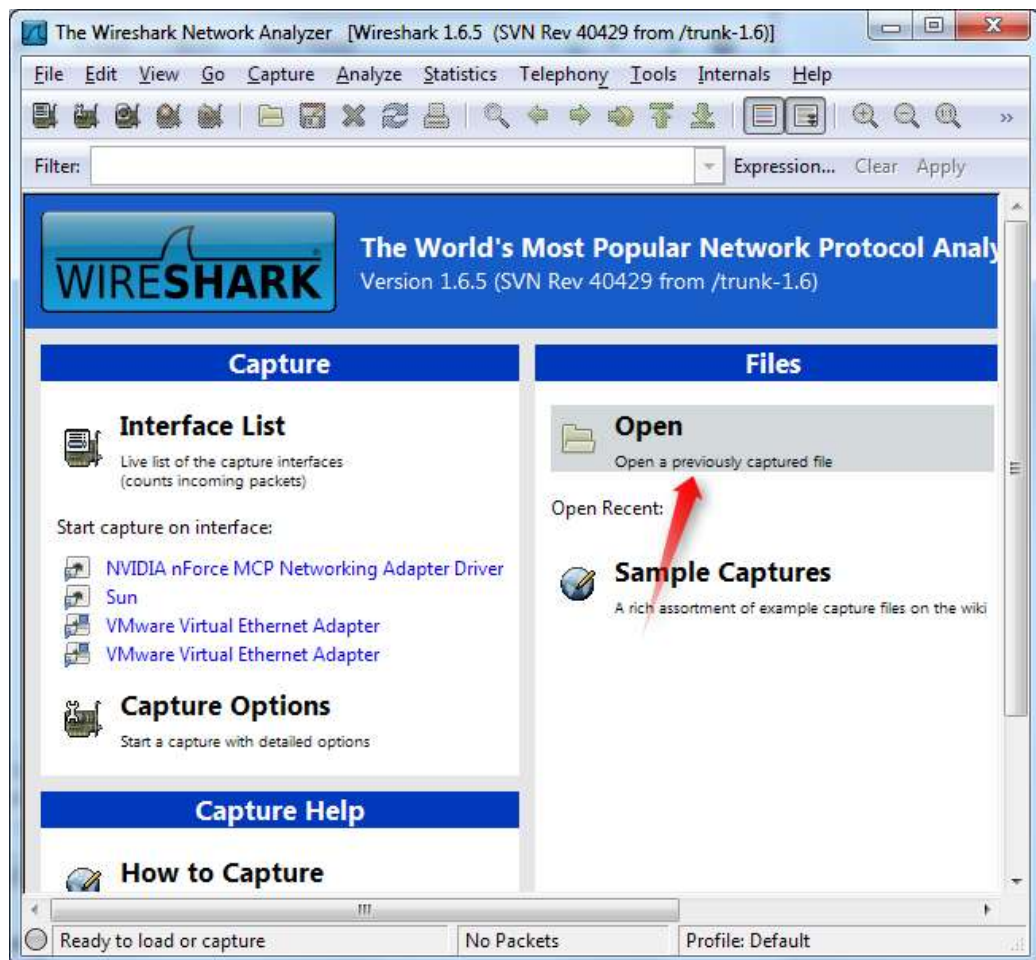 The Wireshark Network Analyzer [Wireshark 1.6.5 (SVN Rev 40429 from /trunk-1.6)]
File Edit View Go Capture Analyze Statistics Telephony Tools Internals Help
Filter: Expression... Clear Apply
WIRESHARK
The World's Most Popular Network Protocol Analy
Version 1.6.5 (SVN Rev 40429 from /trunk-1.6)
Capture
Interface List
Live list of the capture interfaces
(counts incoming packets)
Start capture on interface:
NVIDIA nForce MCP Networking Adapter Driver
Sun
VMware Virtual Ethernet Adapter
VMware Virtual Ethernet Adapter
Capture Options
Start a capture with detailed options
Capture Help
How to Capture
Files
Open
Open a previously captured file
Open Recent:
Sample Captures
A rich assortment of example capture files on the wiki
Ready to load or capture
No Packets
Profile: Default